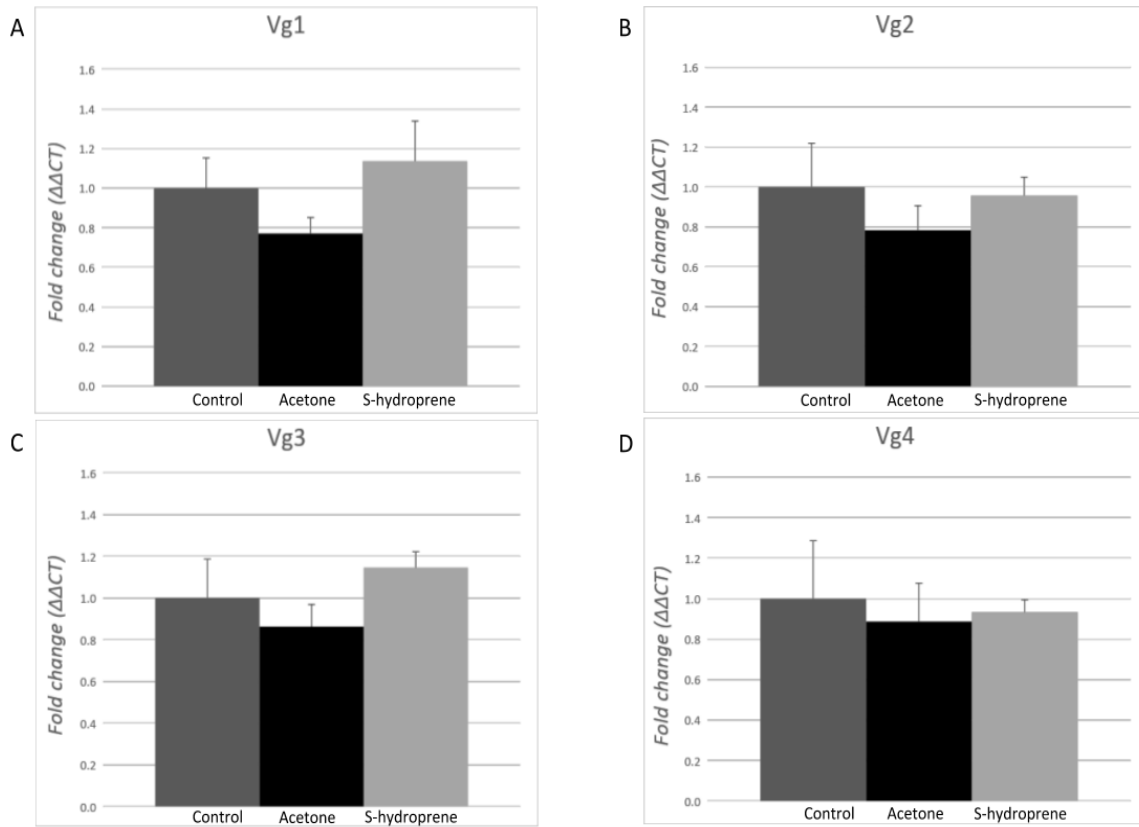 A
Vg1
Fold change (ΔΔCT)
1.6
1.4
1.2
1.0
0.8
0.6
0.4
0.2
0.0
Control Acetone S-hydroprene
B
Vg2
Fold change (ΔΔCT)
1.6
1.4
1.2
1.0
0.8
0.6
0.4
0.2
0.0
Control Acetone S-hydroprene
C
Vg3
Fold change (ΔΔCT)
1.6
1.4
1.2
1.0
0.8
0.6
0.4
0.2
0.0
Control Acetone S-hydroprene
D
Vg4
Fold change (ΔΔCT)
1.6
1.4
1.2
1.0
0.8
0.6
0.4
0.2
0.0
Control Acetone S-hydroprene